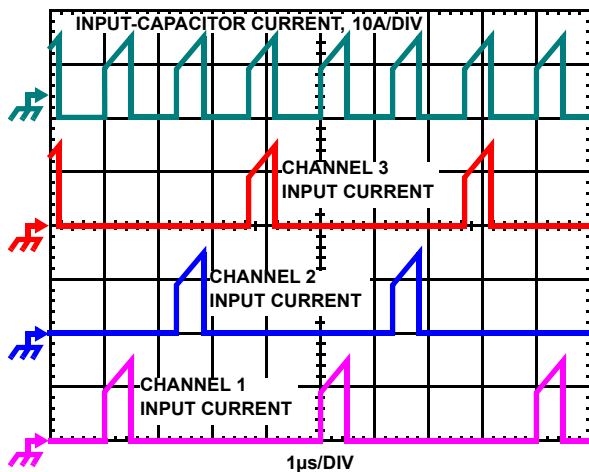 INPUT-CAPACITOR CURRENT, 10A/DIV
CHANNEL 3
INPUT CURRENT
CHANNEL 2
INPUT CURRENT
CHANNEL 1
INPUT CURRENT
1µs/DIV